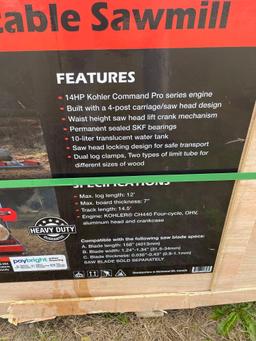 table Sawmill
FEATURES
14HP Kohler Command Pro series engine
Built with a 4-post carriage/saw head design
Waist height saw head lift crank mechanism
Permanent sealed SKF bearings
10-liter translucent water tank
Saw head locking design for safe transport
Dual log clamps, Two types of limit tube for
different sizes of wood
SPECIFICATIONS
Max. log length: 12'
Max. board thickness: 7"
Track length: 14.5'
Engine: KOHLER® CH440 Four-cycle, OHV,
aluminum head and crankcase
HEAVY DUTY
Compatible with the following saw blade specs:
A. Blade length: 158" (4013mm)
B. Blade width: 1.24"-1.34" (31.5-34mm)
C. Blade thickness: 0.035"-0.43" (0.9-1.1mm)
SAW BLADE SOLD SEPARATELY
paybright